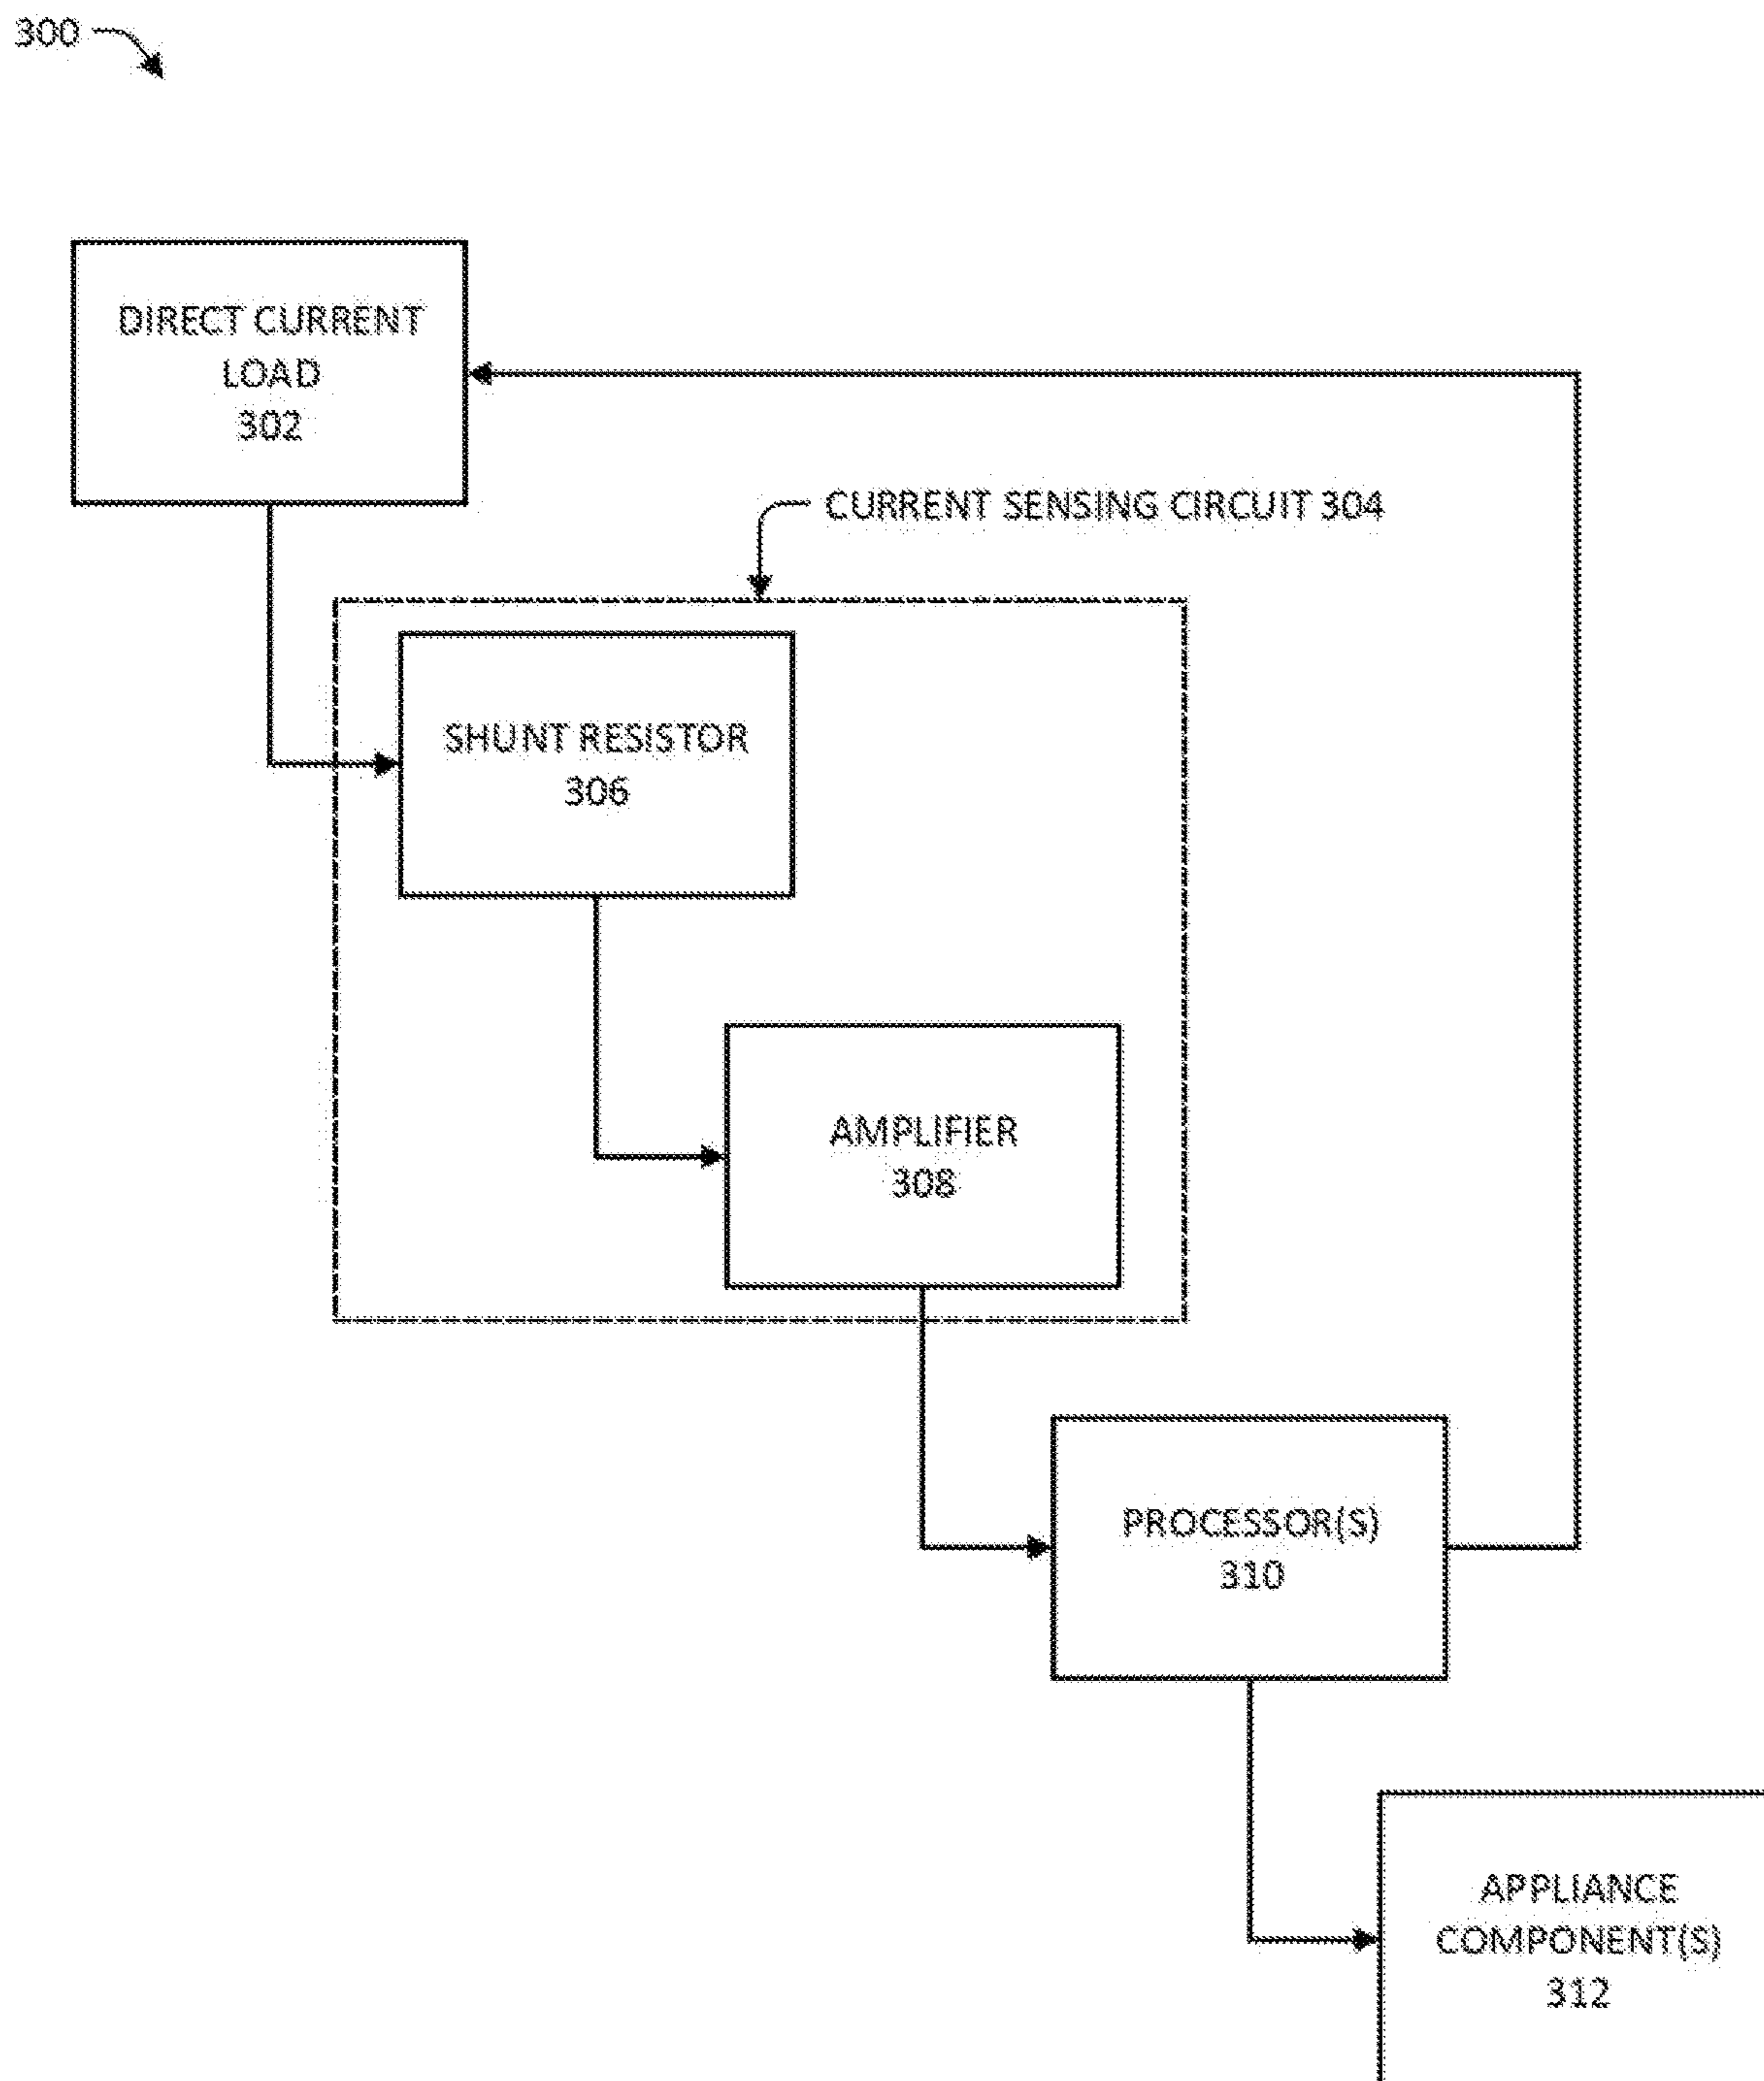 300
DIRECT CURRENT
LOAD
302
CURRENT SENSING CIRCUIT 304
SHUNT RESISTOR
306
AMPLIFIER
308
PROCESSOR(S)
310
APPLIANCE
COMPONENT(S)
312